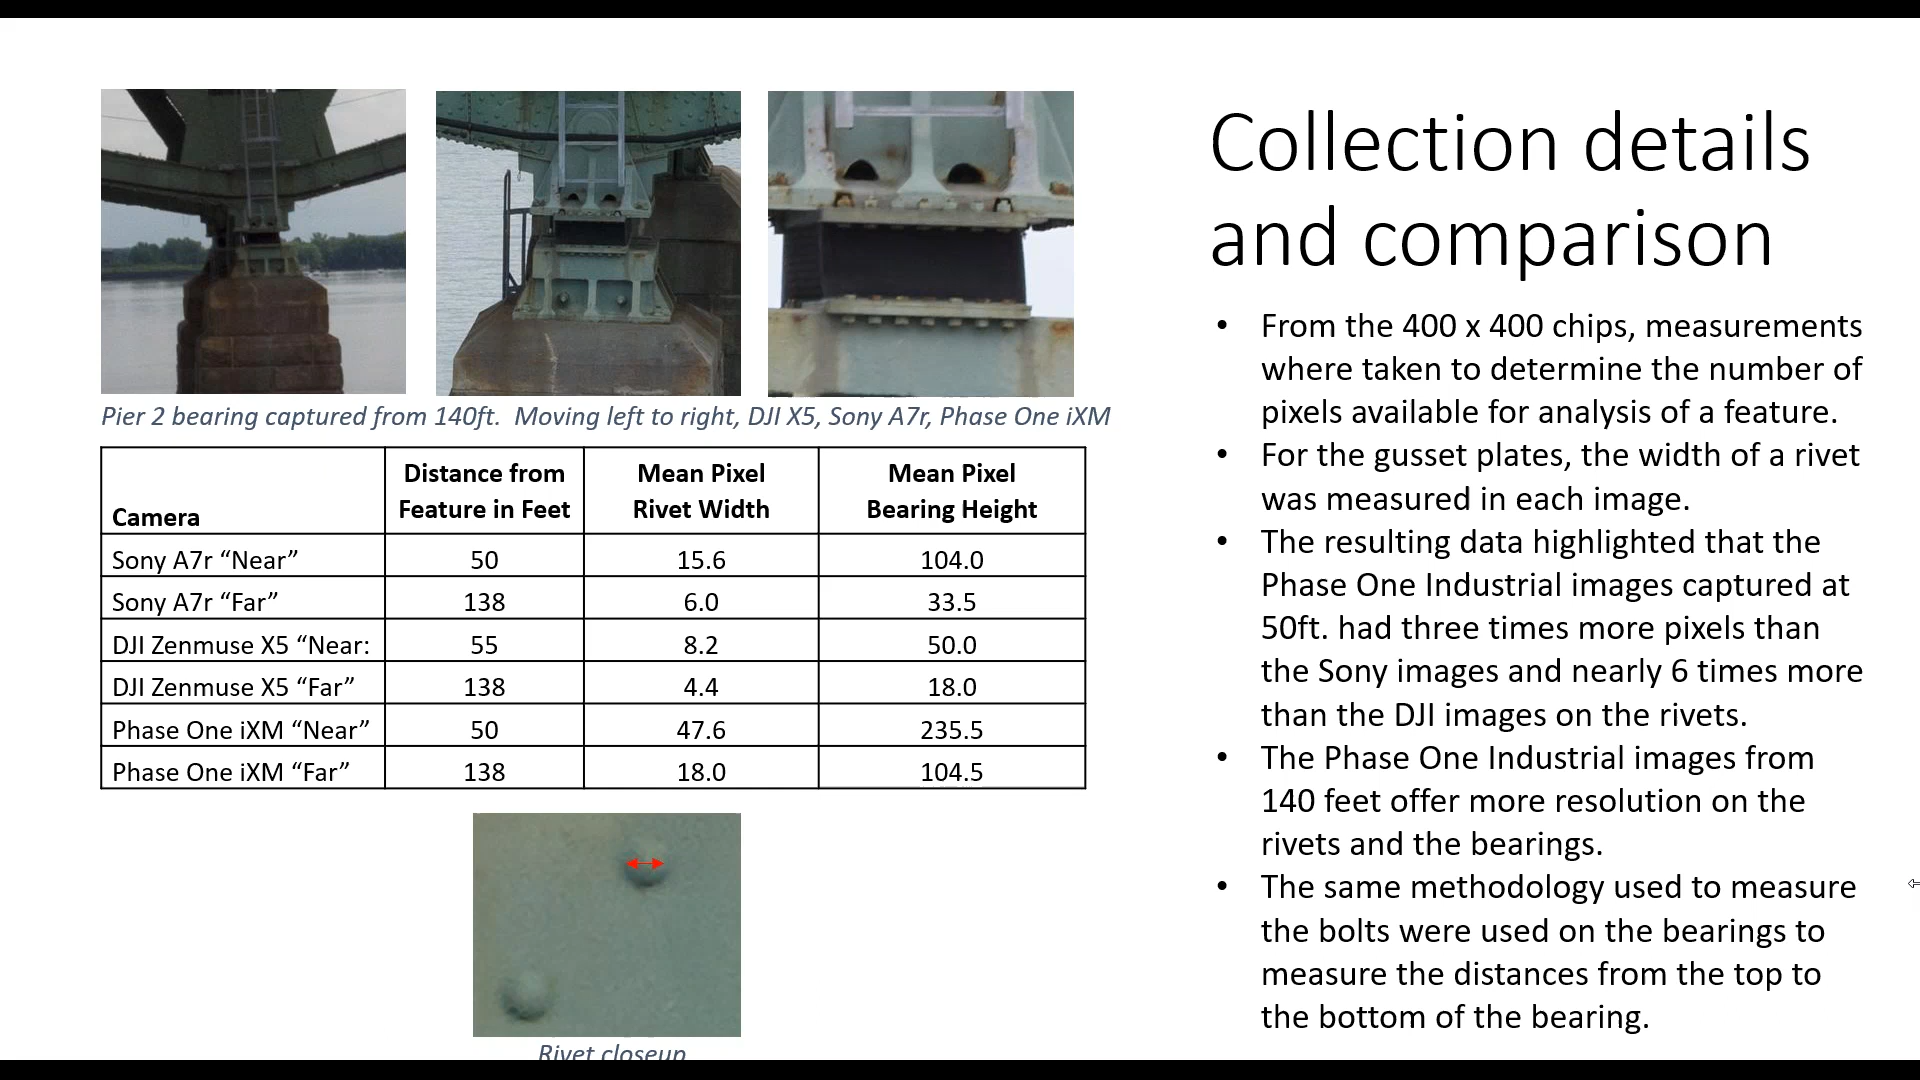 Collection details
and comparison
Pier 2 bearing captured from 140ft.  Moving left to right, DJI X5, Sony A7r, Phase One iXM
Camera | Distance from Feature in Feet | Mean Pixel Rivet Width | Mean Pixel Bearing Height
Sony A7r “Near” | 50 | 15.6 | 104.0
Sony A7r “Far” | 138 | 6.0 | 33.5
DJI Zenmuse X5 “Near: | 55 | 8.2 | 50.0
DJI Zenmuse X5 “Far” | 138 | 4.4 | 18.0
Phase One iXM “Near” | 50 | 47.6 | 235.5
Phase One iXM “Far” | 138 | 18.0 | 104.5
Rivet closeup
• From the 400 x 400 chips, measurements
where taken to determine the number of
pixels available for analysis of a feature.
• For the gusset plates, the width of a rivet
was measured in each image.
• The resulting data highlighted that the
Phase One Industrial images captured at
50ft. had three times more pixels than
the Sony images and nearly 6 times more
than the DJI images on the rivets.
• The Phase One Industrial images from
140 feet offer more resolution on the
rivets and the bearings.
• The same methodology used to measure
the bolts were used on the bearings to
measure the distances from the top to
the bottom of the bearing.